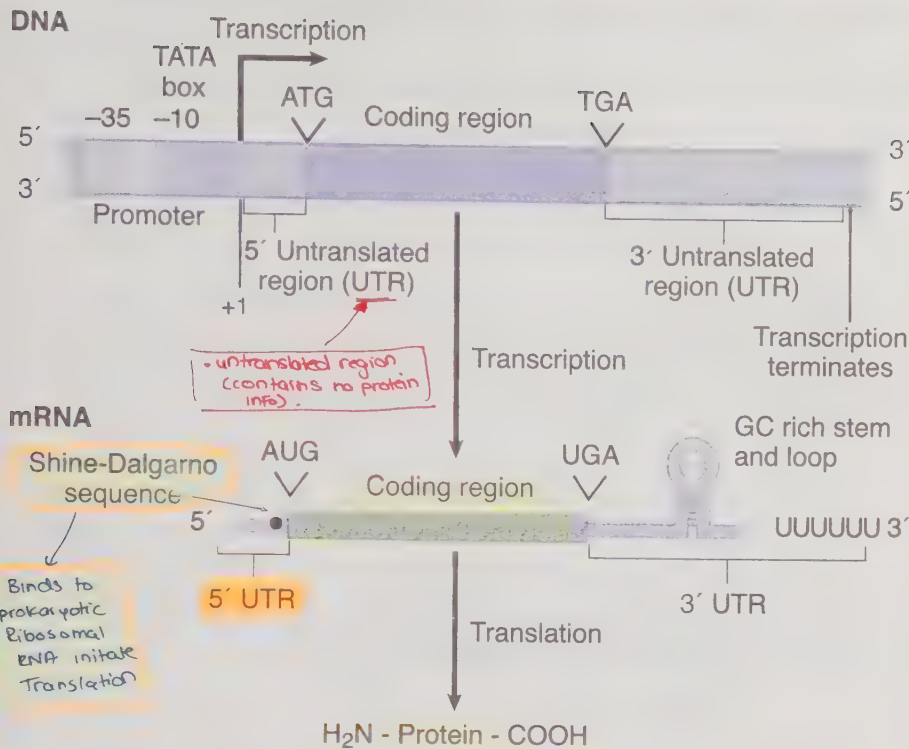 DNA
Transcription
TATA
box
–35 –10
ATG
Coding region
TGA
5´
3´
3´
5´
Promoter
5´ Untranslated
region (UTR)
3´ Untranslated
region (UTR)
+1
• untranslated region
(contains no protein
info).
Transcription
Transcription
terminates
mRNA
Shine-Dalgarno
sequence
AUG
Coding region
UGA
GC rich stem
and loop
5´
UUUUUU 3´
5´ UTR
3´ UTR
Binds to
prokaryotic
Ribosomal
RNA initate
Translation
Translation
H₂N - Protein - COOH